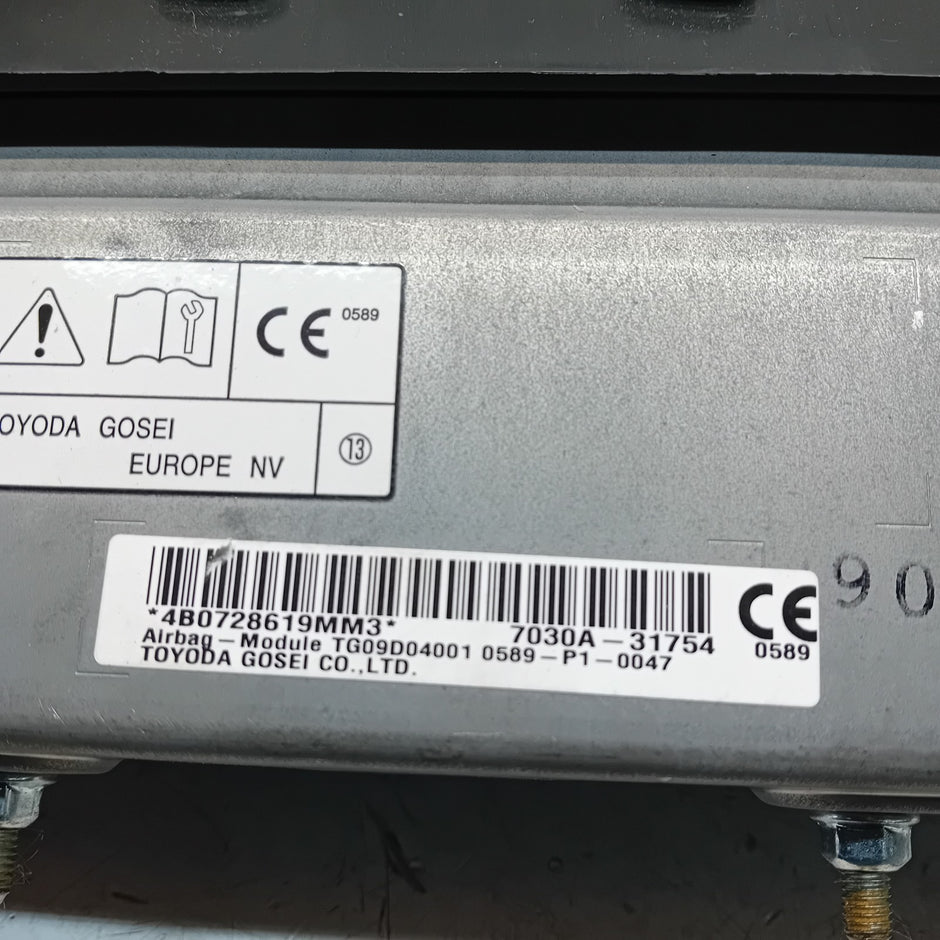 CE 0589
OYODA GOSEI
EUROPE NV
13
*4B0728619MM3* 7030A-31754
Airbag-Module TG09D04001 0589-P1-0047
TOYODA GOSEI CO.,LTD.
CE
0589
90